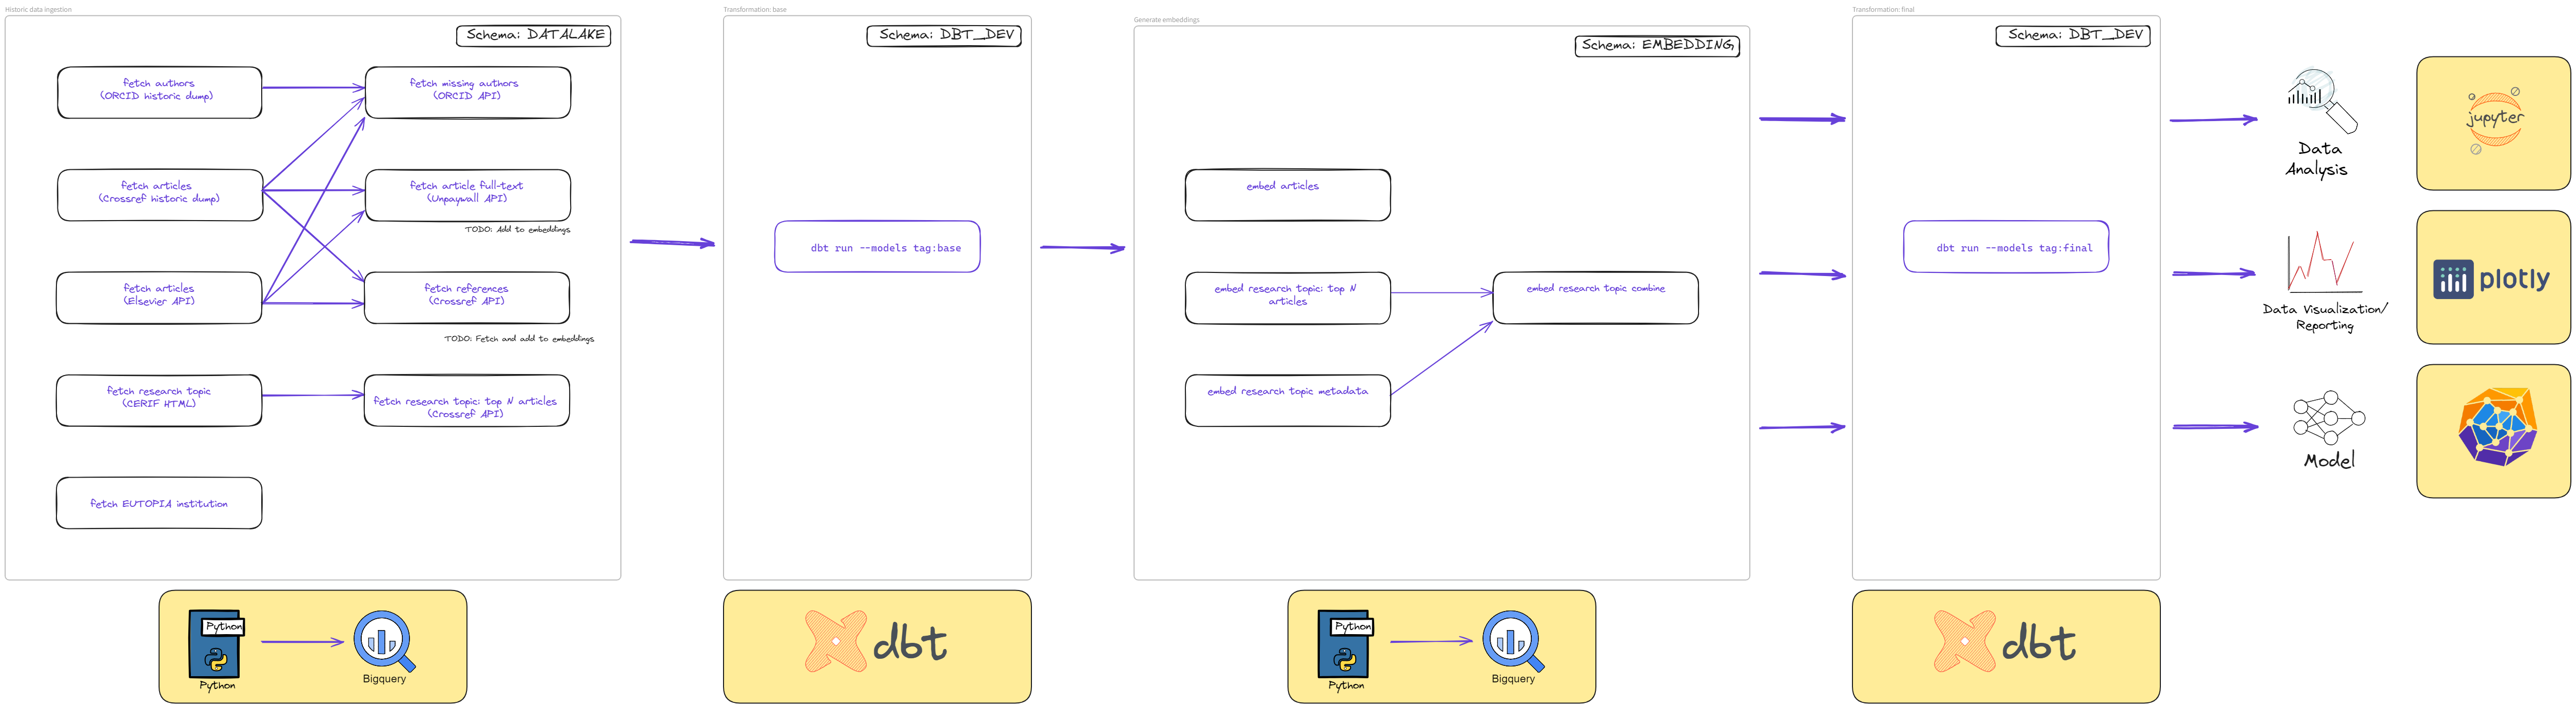 Historic data ingestion
Schema: DATALAKE
fetch authors
(ORCID historic dump)
fetch missing authors
(ORCID API)
fetch articles
(Crossref historic dump)
fetch article full-text
(Unpaywall API)
TODO: Add to embeddings
fetch articles
(Elsevier API)
fetch references
(Crossref API)
TODO: Fetch and add to embeddings
fetch research topic
(CERIF HTML)
fetch research topic: top N articles
(Crossref API)
fetch EUTOPIA institution
Python
Python
Bigquery
Transformation: base
Schema: DBT_DEV
dbt run --models tag:base
dbt
Generate embeddings
Schema: EMBEDDING
embed articles
embed research topic: top N
articles
embed research topic combine
embed research topic metadata
Python
Python
Bigquery
Transformation: final
Schema: DBT_DEV
dbt run --models tag:final
dbt
Data
Analysis
jupyter
Data Visualization/
Reporting
plotly
Model